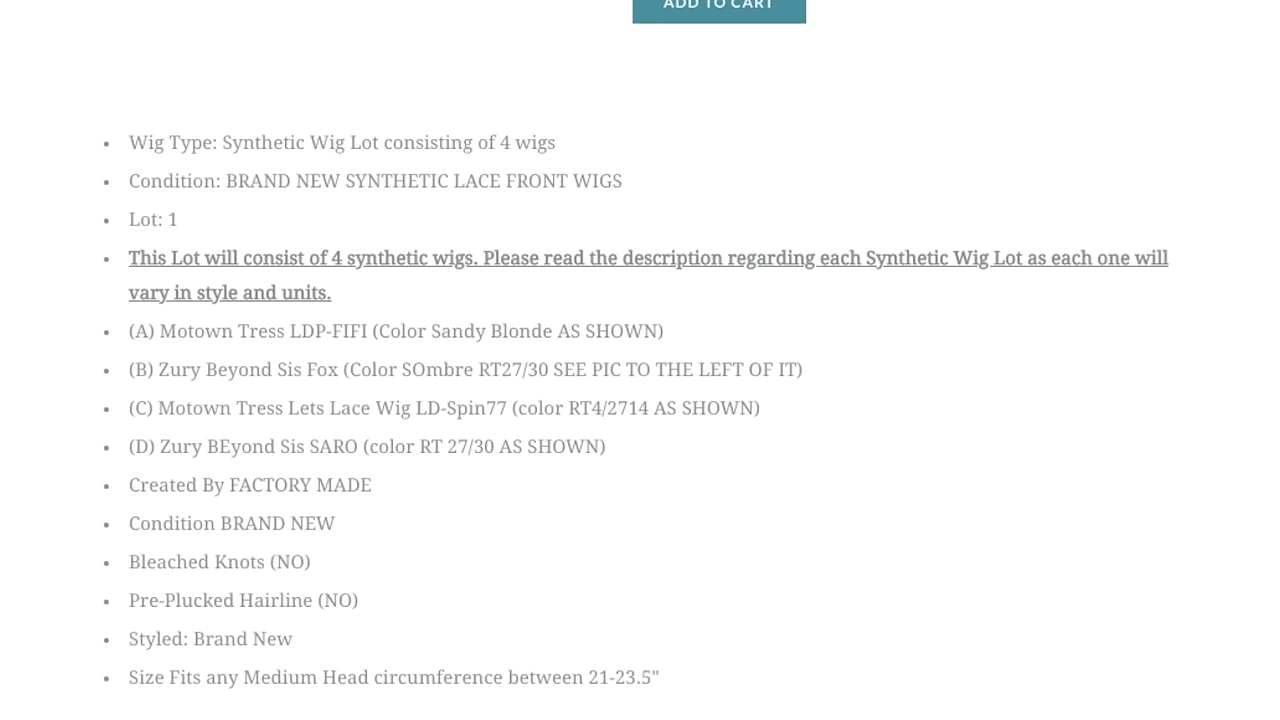 ADD TO CART
Wig Type: Synthetic Wig Lot consisting of 4 wigs
Condition: BRAND NEW SYNTHETIC LACE FRONT WIGS
Lot: 1
This Lot will consist of 4 synthetic wigs. Please read the description regarding each Synthetic Wig Lot as each one will
vary in style and units.
(A) Motown Tress LDP-FIFI (Color Sandy Blonde AS SHOWN)
(B) Zury Beyond Sis Fox (Color SOmbre RT27/30 SEE PIC TO THE LEFT OF IT)
(C) Motown Tress Lets Lace Wig LD-Spin77 (color RT4/2714 AS SHOWN)
(D) Zury BEyond Sis SARO (color RT 27/30 AS SHOWN)
Created By FACTORY MADE
Condition BRAND NEW
Bleached Knots (NO)
Pre-Plucked Hairline (NO)
Styled: Brand New
Size Fits any Medium Head circumference between 21-23.5"